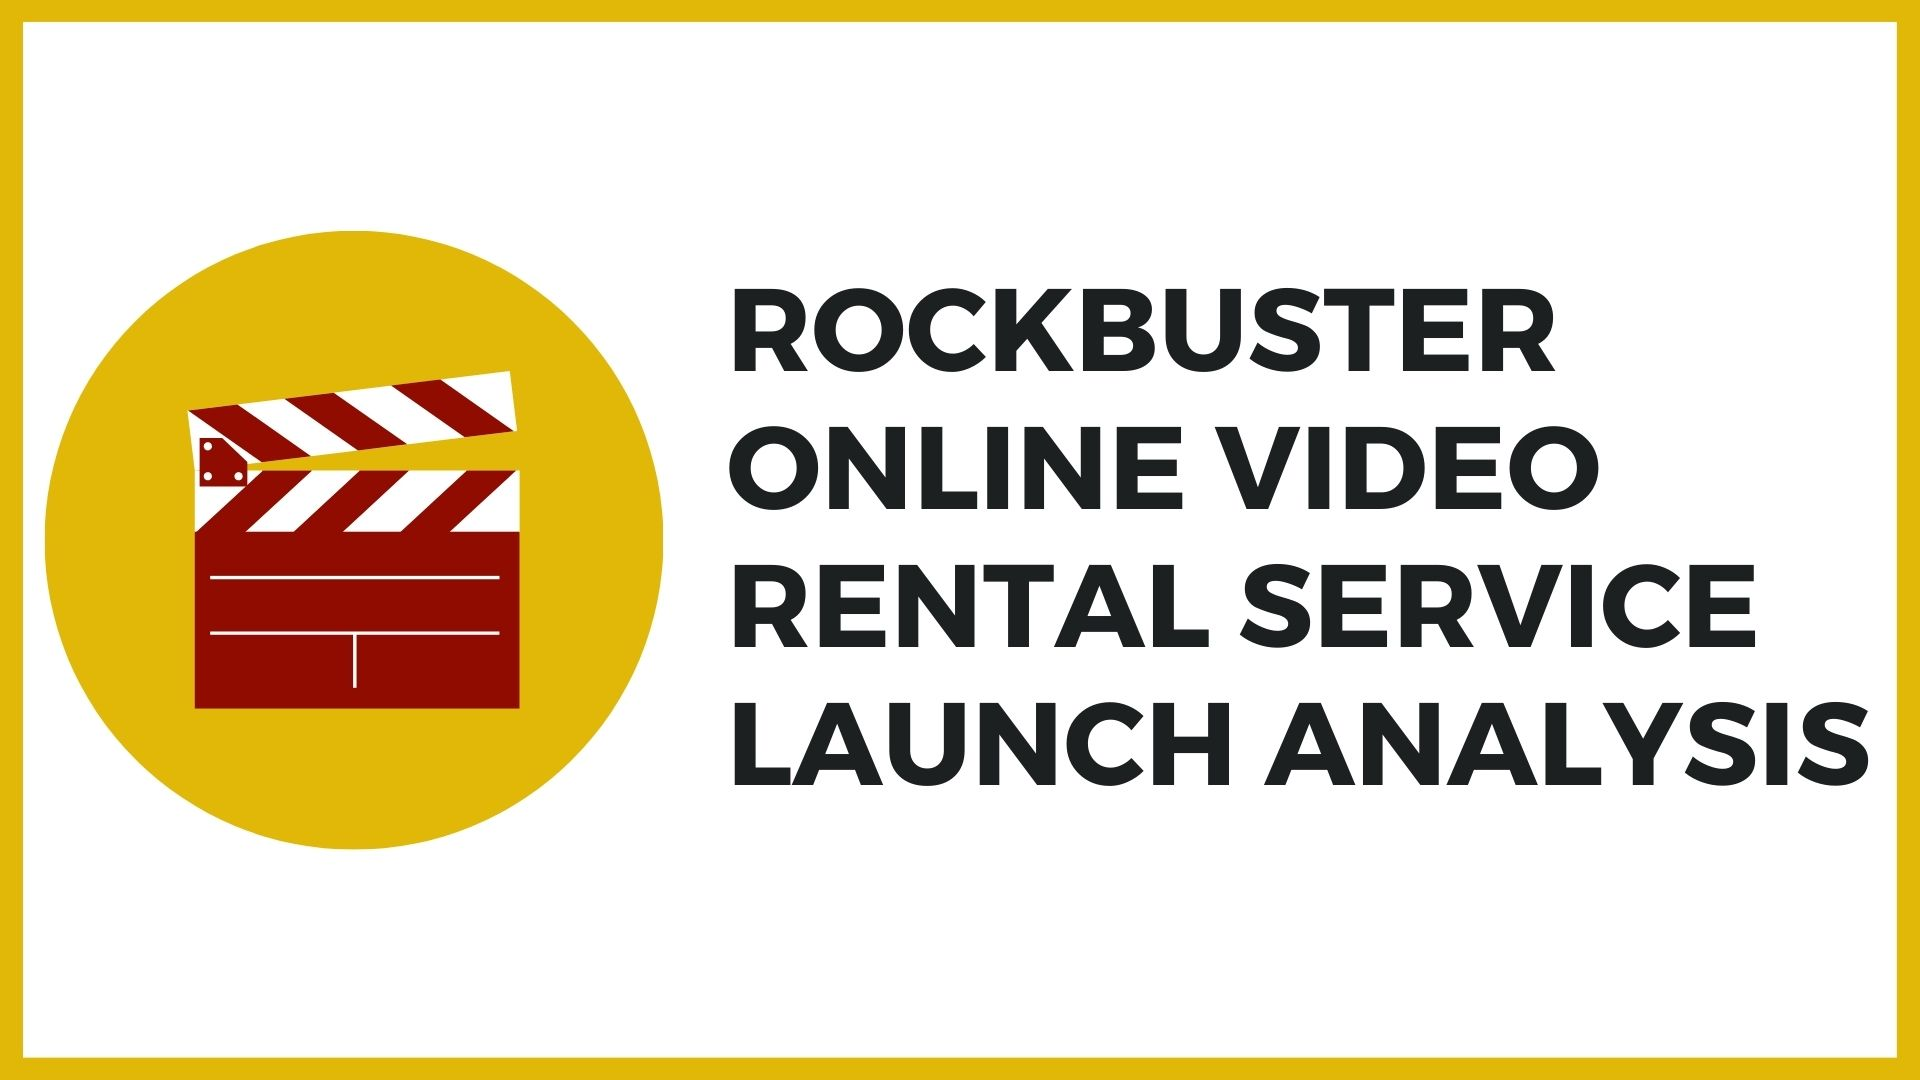 ROCKBUSTER
ONLINE VIDEO
RENTAL SERVICE
LAUNCH ANALYSIS